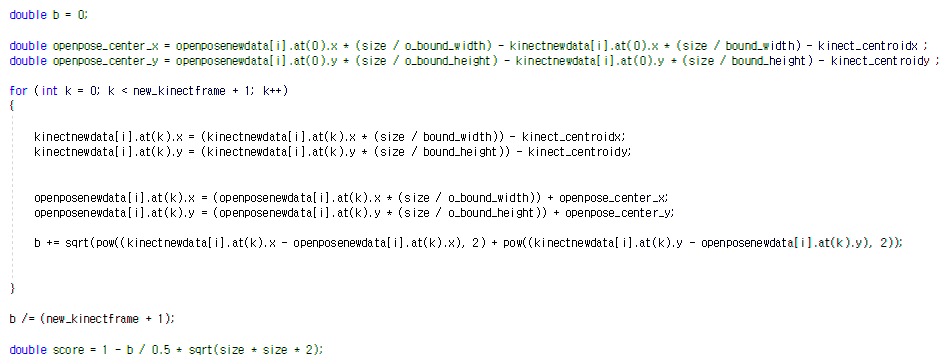 double b = 0;
double openpose_center_x = openposenewdata[i].at(0).x * (size / o_bound_width) - kinectnewdata[i].at(0).x * (size / bound_width) - kinect_centroidx ;
double openpose_center_y = openposenewdata[i].at(0).y * (size / o_bound_height) - kinectnewdata[i].at(0).y * (size / bound_height) - kinect_centroidy ;
for (int k = 0; k < new_kinectframe + 1; k++)
{
kinectnewdata[i].at(k).x = (kinectnewdata[i].at(k).x * (size / bound_width)) - kinect_centroidx;
kinectnewdata[i].at(k).y = (kinectnewdata[i].at(k).y * (size / bound_height)) - kinect_centroidy;
openposenewdata[i].at(k).x = (openposenewdata[i].at(k).x * (size / o_bound_width)) + openpose_center_x;
openposenewdata[i].at(k).y = (openposenewdata[i].at(k).y * (size / o_bound_height)) + openpose_center_y;
b += sqrt(pow((kinectnewdata[i].at(k).x - openposenewdata[i].at(k).x), 2) + pow((kinectnewdata[i].at(k).y - openposenewdata[i].at(k).y), 2));
}
b /= (new_kinectframe + 1);
double score = 1 - b / 0.5 * sqrt(size * size * 2);